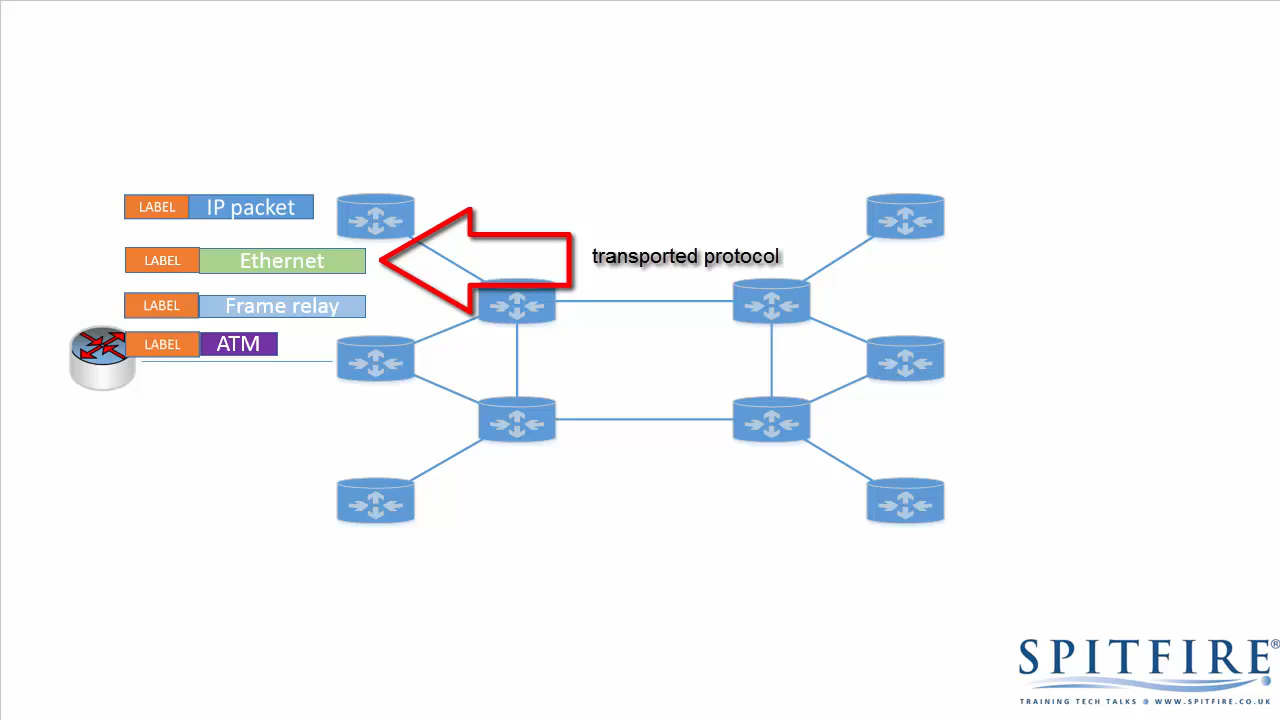 LABEL IP packet
LABEL Ethernet
transported protocol
LABEL Frame relay
LABEL ATM
SPITFIRE®
TRAINING TECH TALKS WWW.SPITFIRE.CO.UK